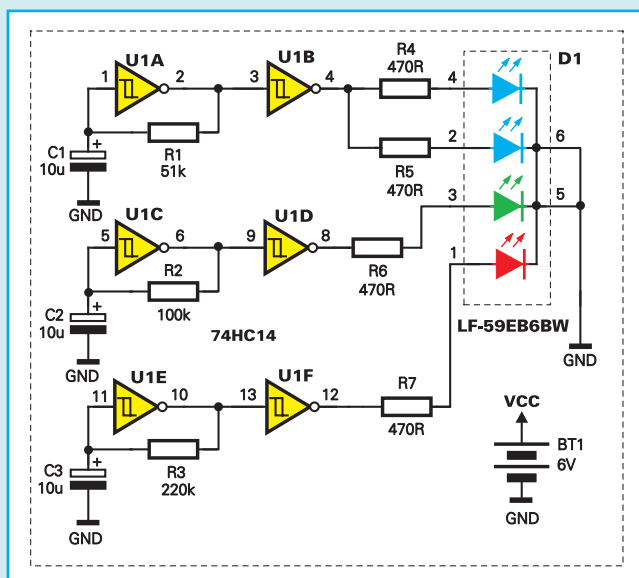 U1A
1
2
C1
10u
+
GND
R1
51k
U1B
3
4
R4
470R
4
R5
470R
2
D1
6
5
3
1
LF-59EB6BW
GND
U1C
5
6
C2
10u
+
GND
R2
100k
U1D
9
8
R6
470R
74HC14
U1E
11
10
C3
10u
+
GND
R3
220k
U1F
13
12
R7
470R
VCC
BT1
6V
GND